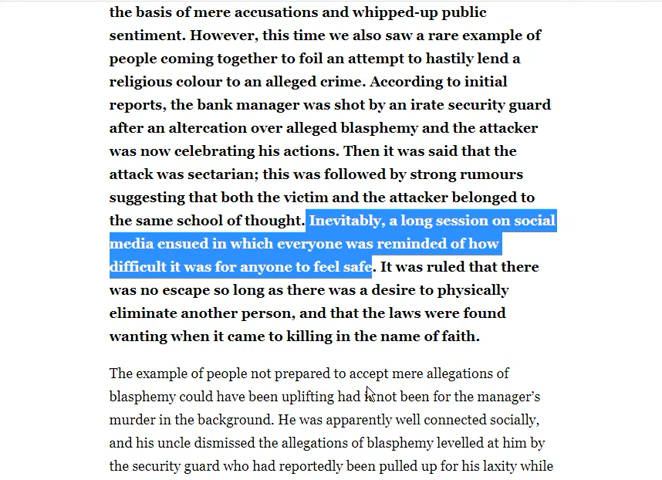 the basis of mere accusations and whipped-up public
sentiment. However, this time we also saw a rare example of
people coming together to foil an attempt to hastily lend a
religious colour to an alleged crime. According to initial
reports, the bank manager was shot by an irate security guard
after an altercation over alleged blasphemy and the attacker
was now celebrating his actions. Then it was said that the
attack was sectarian; this was followed by strong rumours
suggesting that both the victim and the attacker belonged to
the same school of thought. Inevitably, a long session on social
media ensued in which everyone was reminded of how
difficult it was for anyone to feel safe. It was ruled that there
was no escape so long as there was a desire to physically
eliminate another person, and that the laws were found
wanting when it came to killing in the name of faith.
The example of people not prepared to accept mere allegations of
blasphemy could have been uplifting had it not been for the manager’s
murder in the background. He was apparently well connected socially,
and his uncle dismissed the allegations of blasphemy levelled at him by
the security guard who had reportedly been pulled up for his laxity while